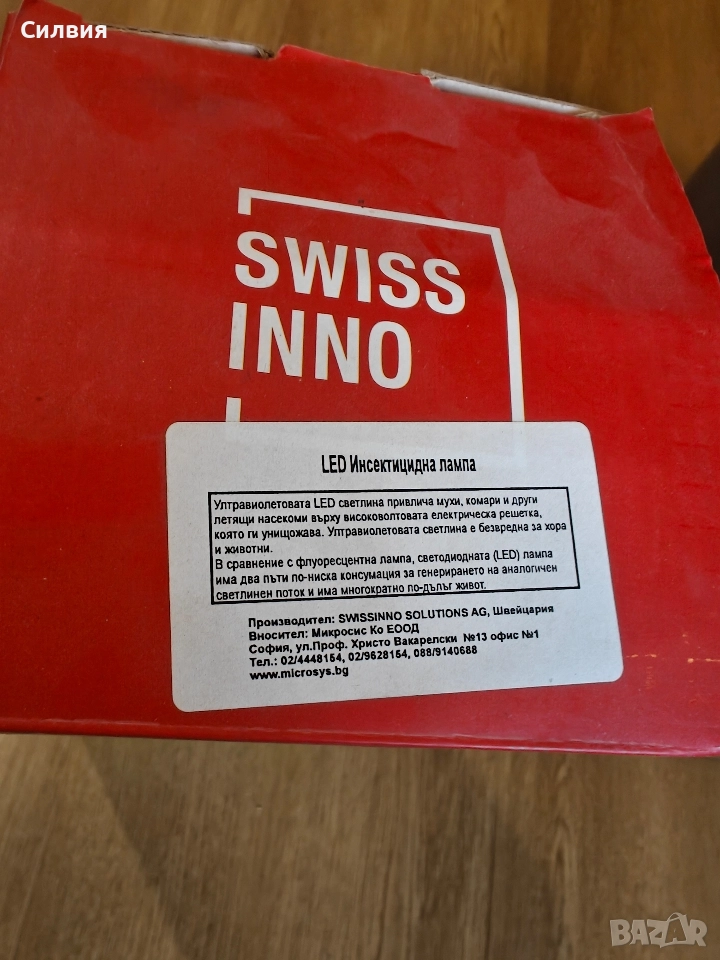 Силвия
SWISS
INNO
LED Инсектицидна лампа
Ултравиолетовата LED светлина привлича мухи, комари и други
летящи насекоми върху високоволтовата електрическа решетка,
която ги унищожава. Ултравиолетовата светлина е безвредна за хора
и животни.
В сравнение с флуоресцентна лампа, светодиодната (LED) лампа
има два пъти по-ниска консумация за генерирането на аналогичен
светлинен поток и има многократно по-дълъг живот.
Производител: SWISSINNO SOLUTIONS AG, Швейцария
Вносител: Микросис Ко ЕООД
София, ул.Проф. Христо Вакарелски №13 офис №1
Тел.: 02/4448154, 02/9628154, 088/9140688
www.microsys.bg
BAZAR